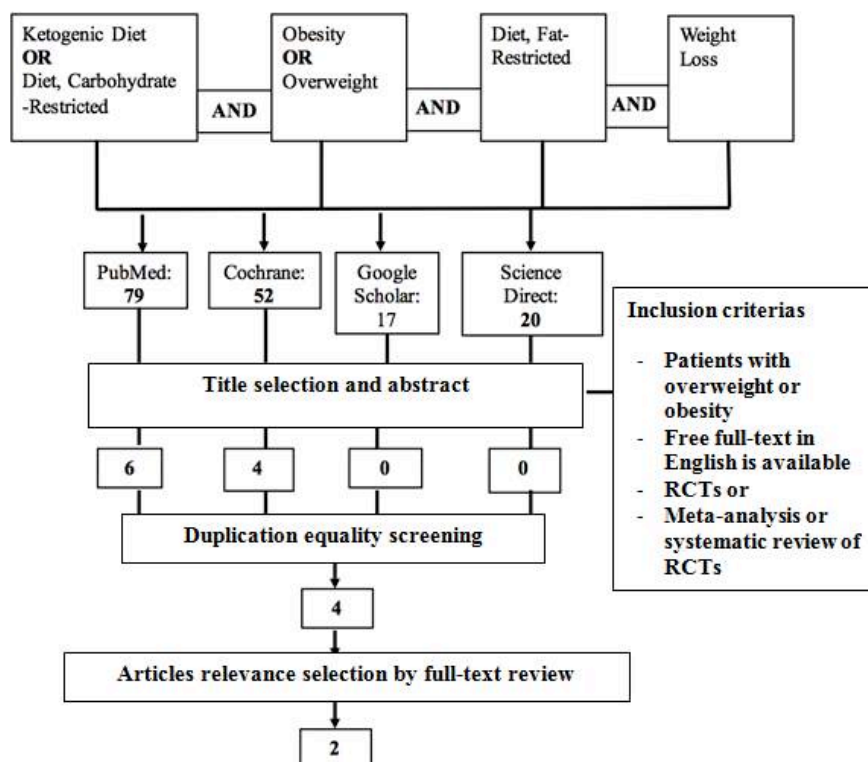 Ketogenic Diet
OR
Diet, Carbohydrate
-Restricted
AND
Obesity
OR
Overweight
AND
Diet, Fat-
Restricted
AND
Weight
Loss
PubMed:
79
Cochrane:
52
Google
Scholar:
17
Science
Direct:
20
Inclusion criterias
- Patients with
overweight or
obesity
- Free full-text in
English is available
- RCTs or
- Meta-analysis or
systematic review of
RCTs
Title selection and abstract
6
4
0
0
Duplication equality screening
4
Articles relevance selection by full-text review
2